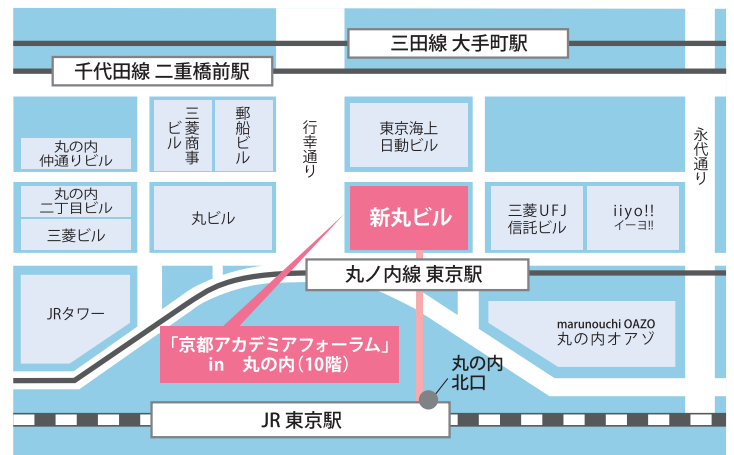 三田線 大手町駅
千代田線 二重橋前駅
三菱商事
ビル
郵船ビル
行幸通り
東京海上
日動ビル
永代通り
丸の内
仲通りビル
丸の内
二丁目ビル
三菱ビル
丸ビル
新丸ビル
三菱UFJ
信託ビル
iiyo!!
イーヨ!!
丸ノ内線 東京駅
JRタワー
marunouchi OAZO
丸の内オアゾ
「京都アカデミアフォーラム」
in 丸の内(10階)
丸の内
北口
JR 東京駅